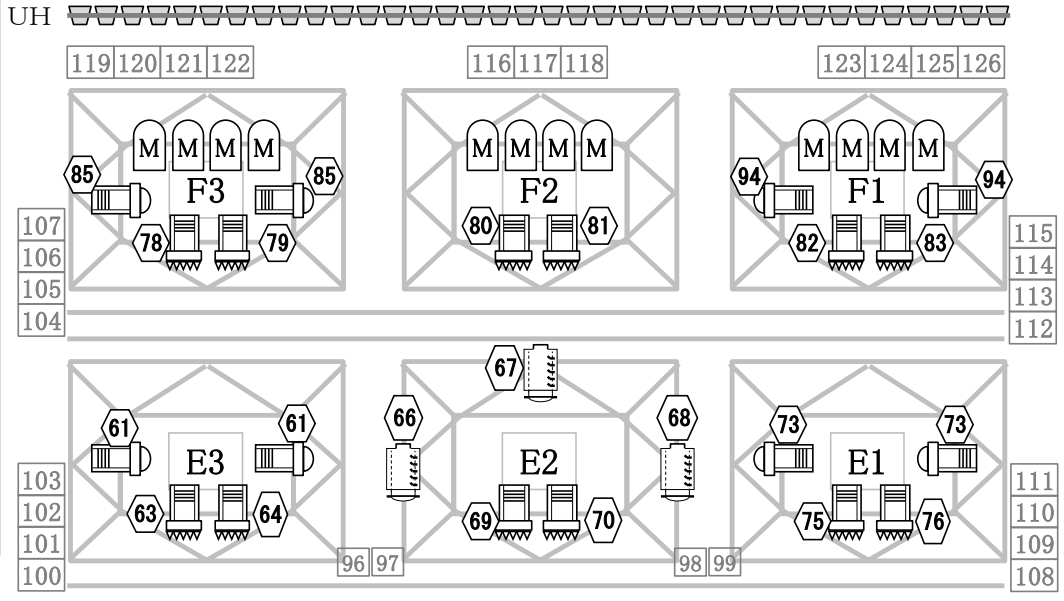 UH
119 120 121 122
116 117 118
123 124 125 126
M M M M
M M M M
M M M M
85 F3 85
F2
94 F1 94
78 79
80 81
82 83
107
106
105
104
115
114
113
112
67
61 61
66 68
73 73
E3
E2
E1
63 64
69 70
75 76
103
102
101
100
111
110
109
108
96 97
98 99